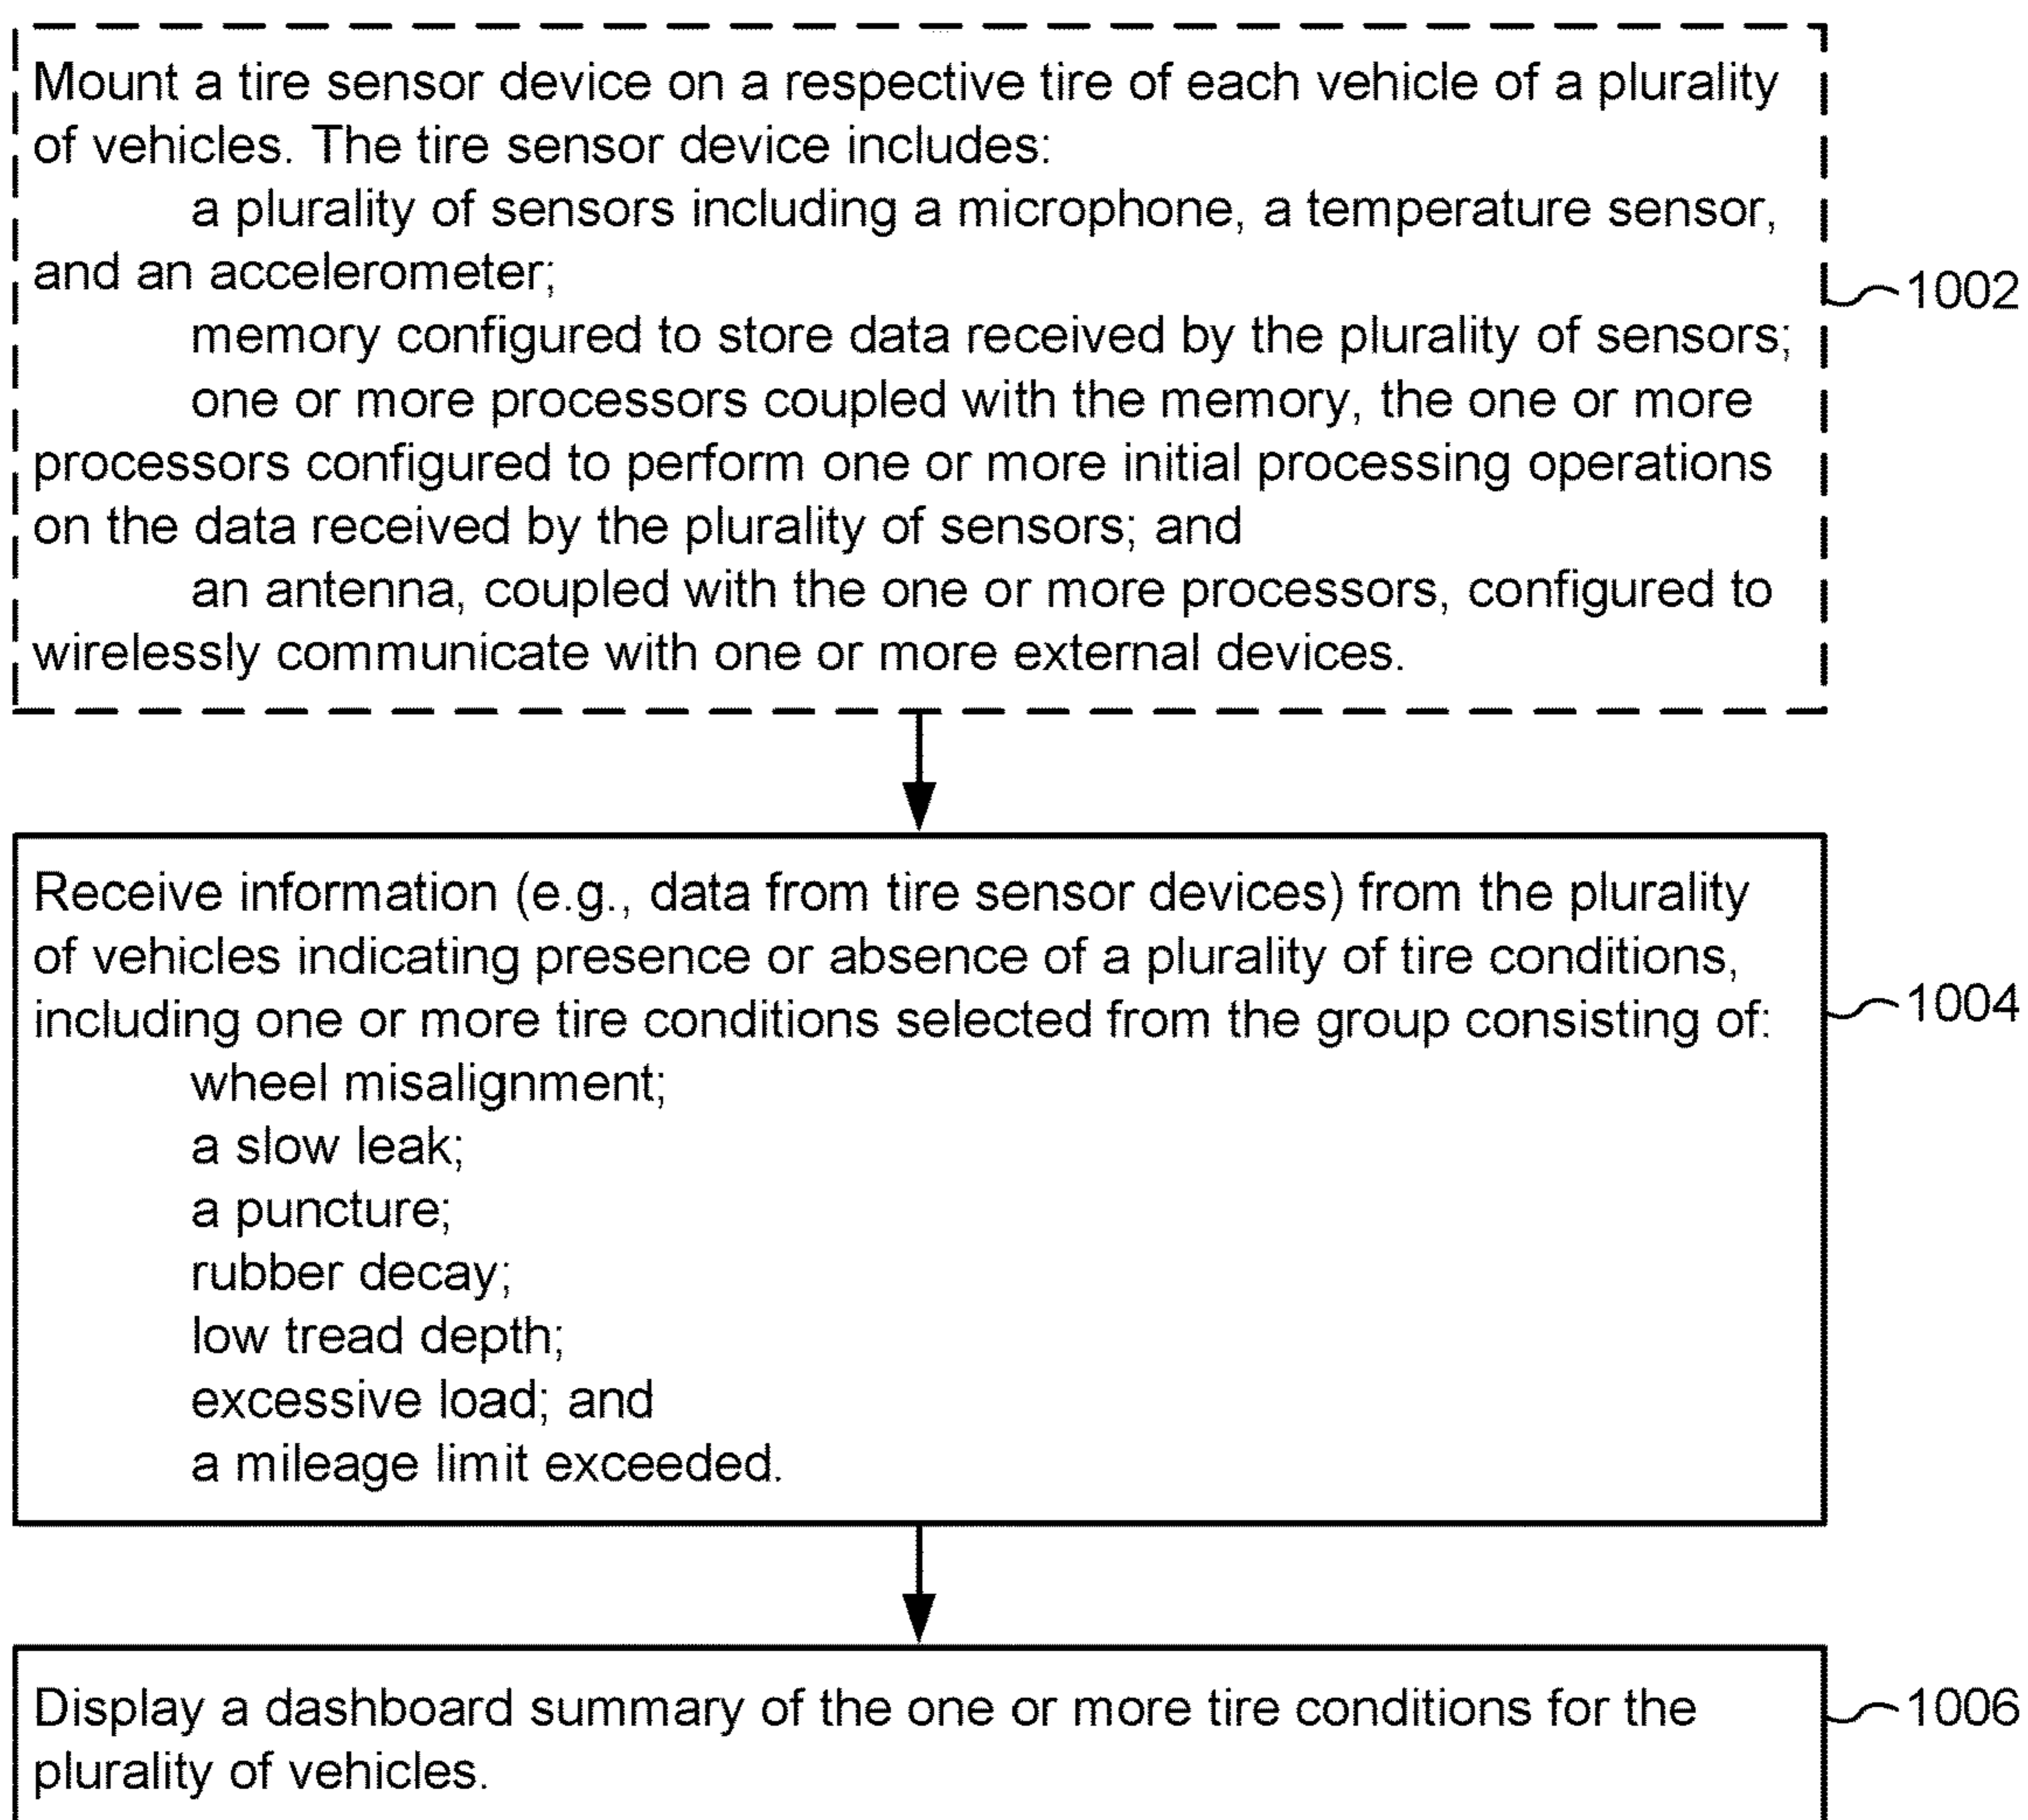 Mount a tire sensor device on a respective tire of each vehicle of a plurality
of vehicles. The tire sensor device includes:
a plurality of sensors including a microphone, a temperature sensor,
and an accelerometer;
1002
memory configured to store data received by the plurality of sensors;
one or more processors coupled with the memory, the one or more
processors configured to perform one or more initial processing operations
on the data received by the plurality of sensors; and
an antenna, coupled with the one or more processors, configured to
wirelessly communicate with one or more external devices.
Receive information (e.g., data from tire sensor devices) from the plurality
of vehicles indicating presence or absence of a plurality of tire conditions,
1004
including one or more tire conditions selected from the group consisting of:
wheel misalignment;
a slow leak;
a puncture;
rubber decay;
low tread depth;
excessive load; and
a mileage limit exceeded.
Display a dashboard summary of the one or more tire conditions for the
1006
plurality of vehicles.